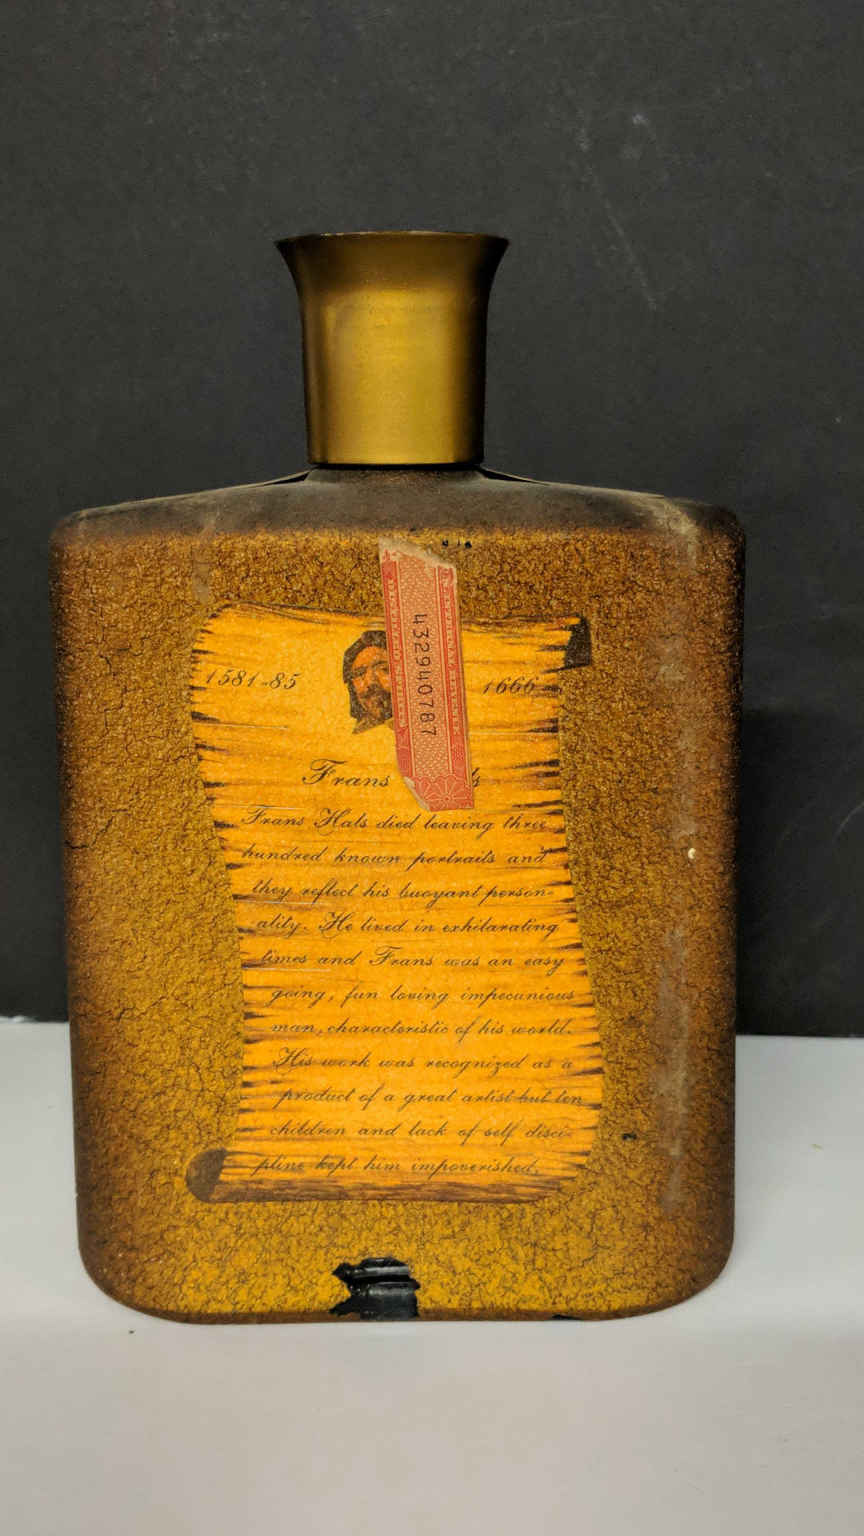 1581-85
1666
432940787
Frans
Frans Hals died leaving three
hundred known portraits and
they reflect his buoyant person-
ality. He lived in exhilarating
times and Frans was an easy
going, fun loving impecunious
man, characteristic of his world.
His work was recognized as a
product of a great artist but ten
children and lack of self disci-
pline kept him impoverished.